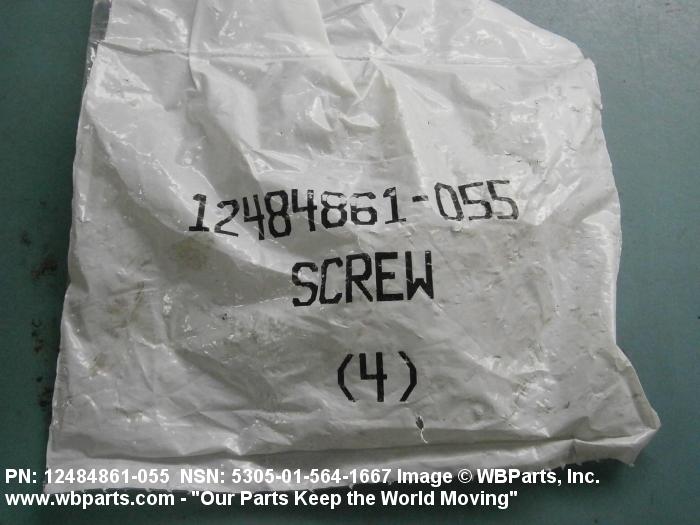 12484861-055
SCREW
(4)
PN: 12484861-055 NSN: 5305-01-564-1667 Image © WBParts, Inc.
www.wbparts.com - "Our Parts Keep the World Moving"